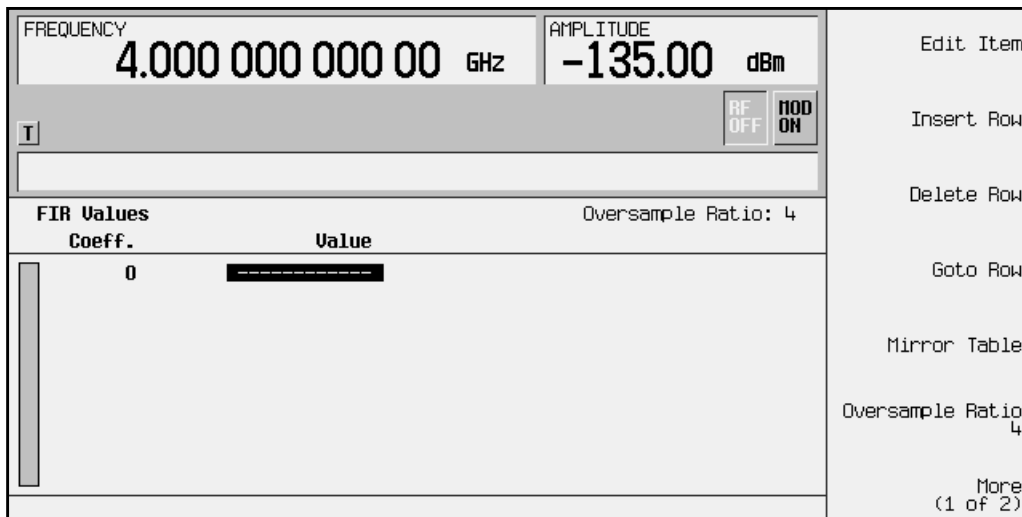 FREQUENCY
4.000 000 000 00 GHz
AMPLITUDE
-135.00 dBm
RF OFF
MOD ON
T
FIR Values
Oversample Ratio: 4
Coeff. Value
0 ------------
Edit Item
Insert Row
Delete Row
Goto Row
Mirror Table
Oversample Ratio
4
More
(1 of 2)